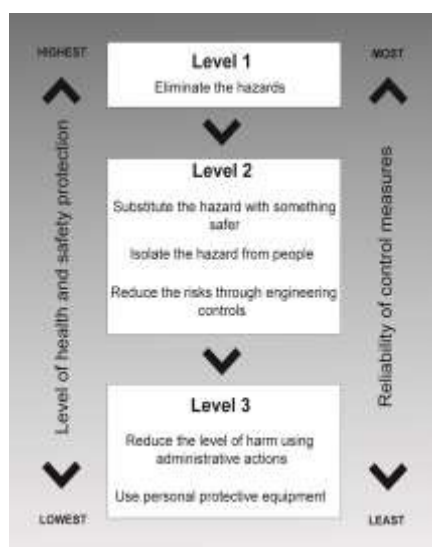 HIGHEST
MOST
Level 1
Eliminate the hazards
Level of health and safety protection
Reliability of control measures
Level 2
Substitute the hazard with something
safer
Isolate the hazard from people
Reduce the risks through engineering
controls
Level 3
Reduce the level of harm using
administrative actions
Use personal protective equipment
LOWEST
LEAST